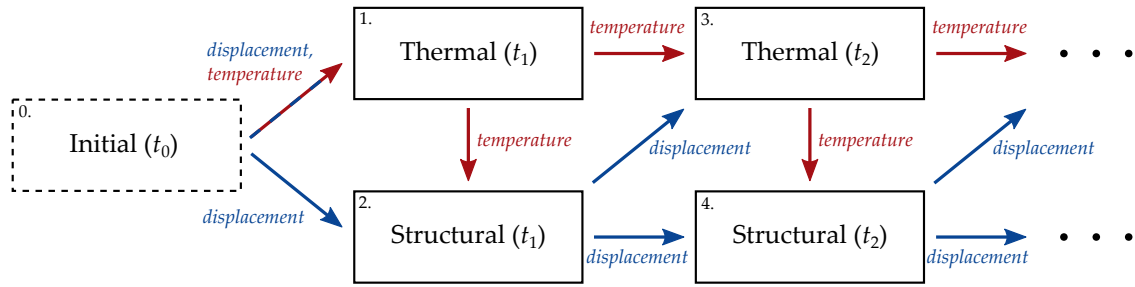 0.
Initial (t0)
displacement,
temperature
displacement
1.
Thermal (t1)
temperature
temperature
2.
Structural (t1)
displacement
displacement
3.
Thermal (t2)
temperature
temperature
4.
Structural (t2)
displacement
displacement
• • •
• • •